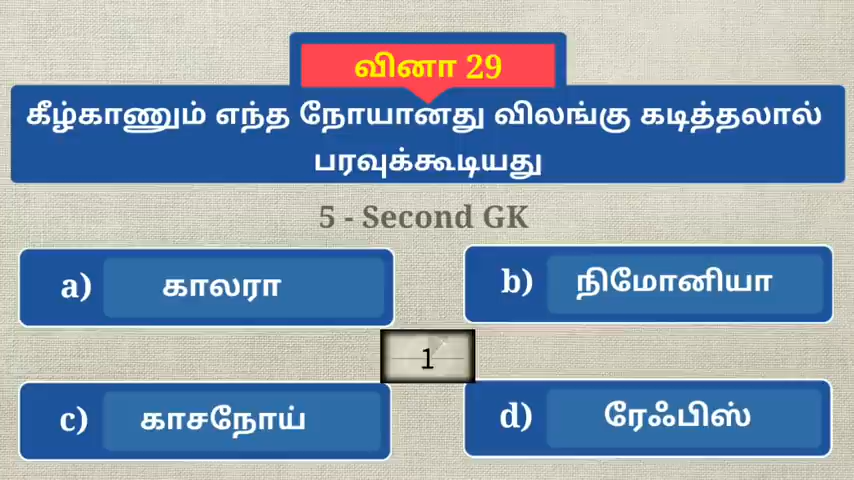 வினா 29
கீழ்காணும் எந்த நோயானது விலங்கு கடித்தலால்
பரவுக்கூடியது
5 - Second GK
a) காலரா
b) நிமோனியா
1
c) காசநோய்
d) ரேஃபிஸ்